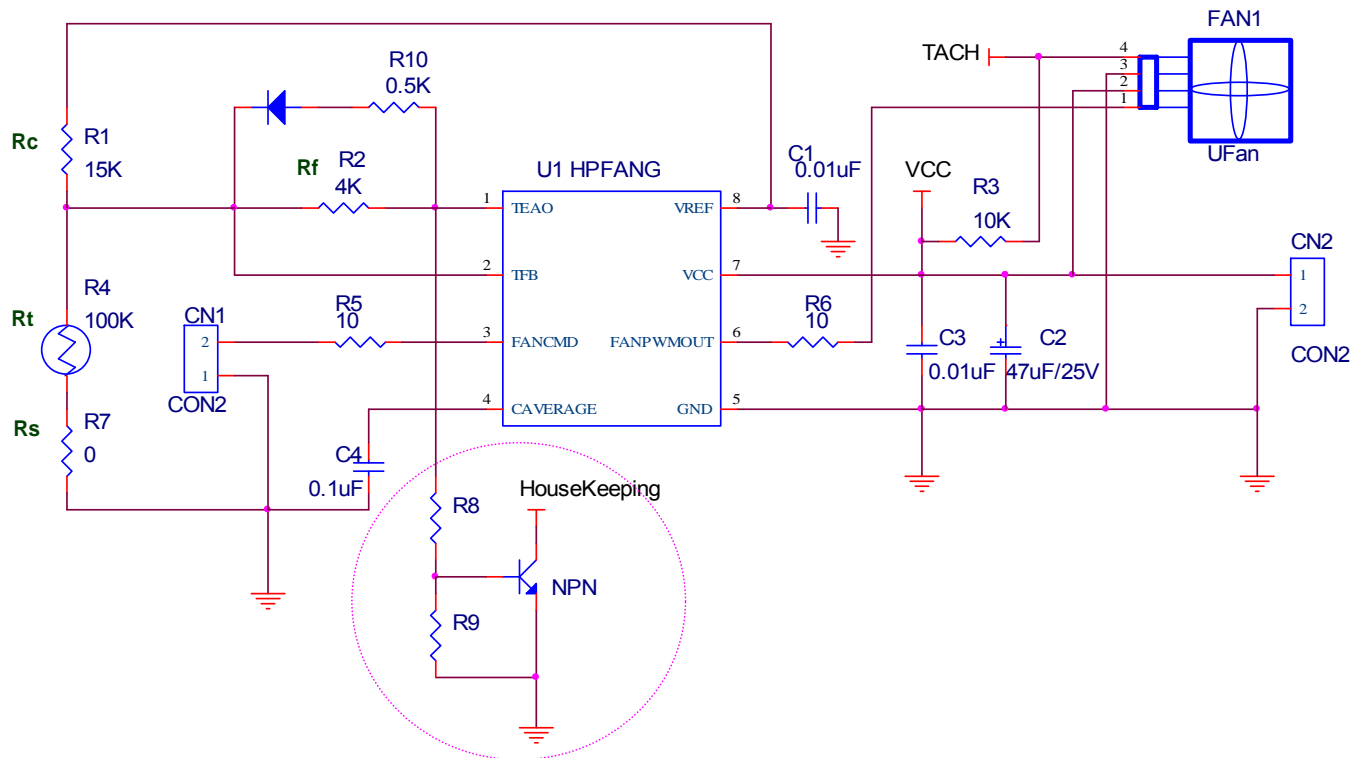 FAN1
4
3
2
1
TACH
UFan
R10
0.5K
Rc
R1
15K
Rf
R2
4K
U1 HPFANG
C1
0.01uF
VCC
R3
10K
1
TEAO
VREF
8
2
TFB
VCC
7
3
FANCMD
FANPWMOUT
6
4
CAVERAGE
GND
5
CN2
1
2
CON2
Rt
R4
100K
CN1
2
1
CON2
R5
10
R6
10
C3
0.01uF
C2
47uF/25V
Rs
R7
0
C4
0.1uF
HouseKeeping
R8
NPN
R9